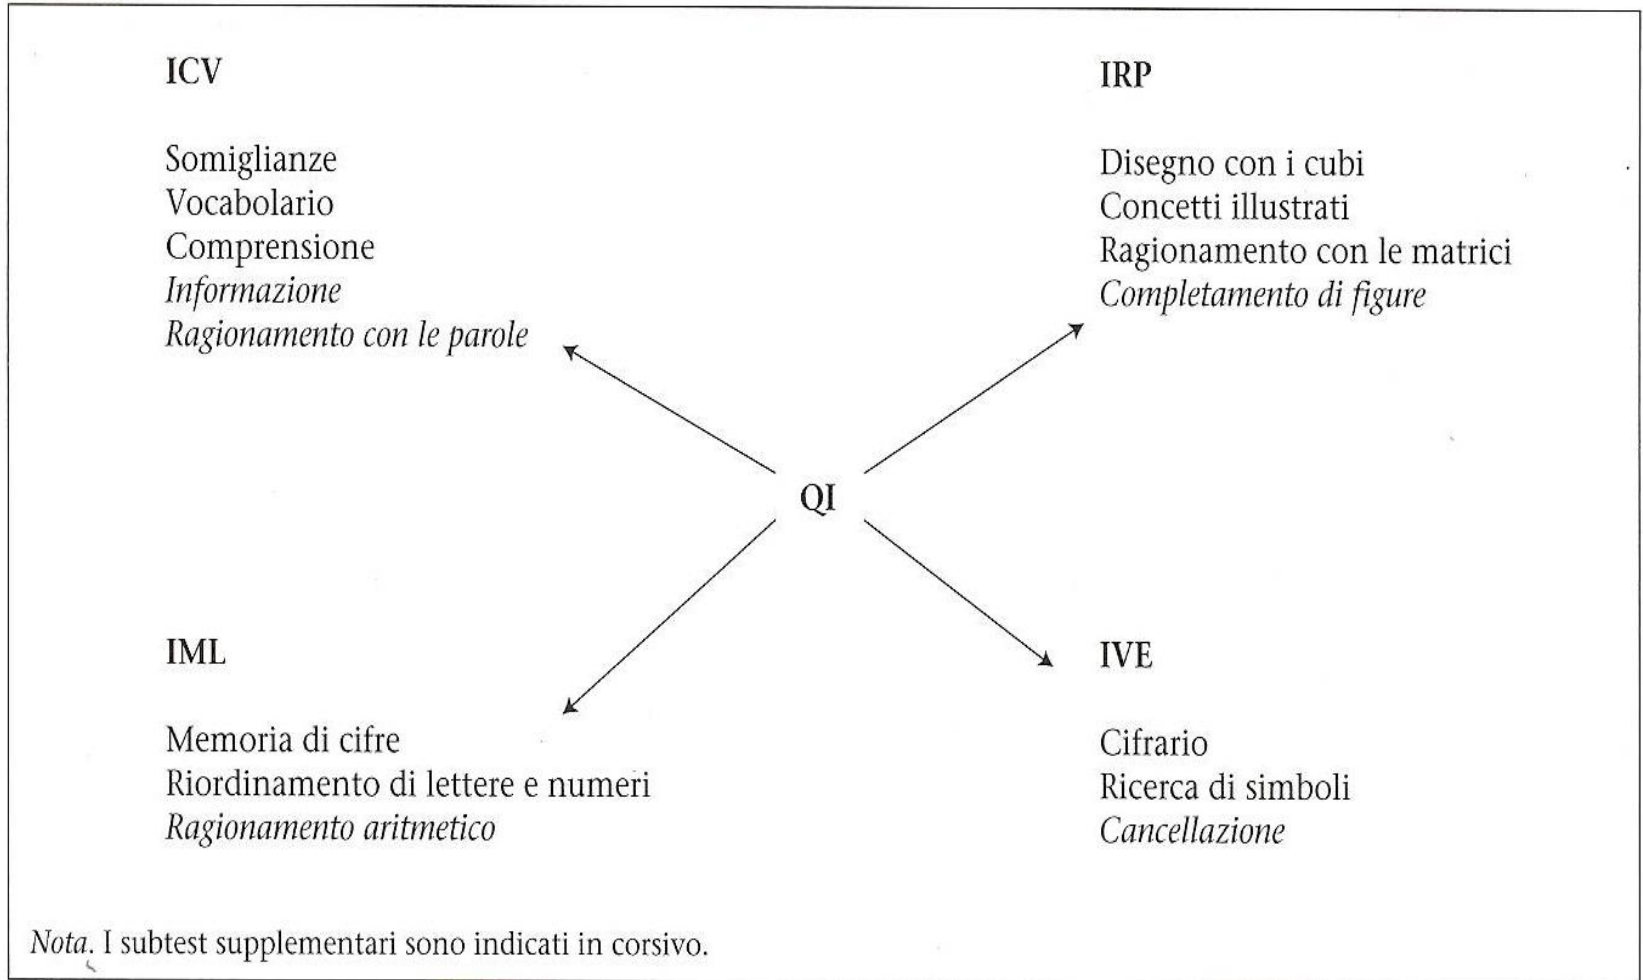 ICV
Somiglianze
Vocabolario
Comprensione
Informazione
Ragionamento con le parole
IRP
Disegno con i cubi
Concetti illustrati
Ragionamento con le matrici
Completamento di figure
QI
IML
Memoria di cifre
Riordinamento di lettere e numeri
Ragionamento aritmetico
IVE
Cifrario
Ricerca di simboli
Cancellazione
Nota. I subtest supplementari sono indicati in corsivo.